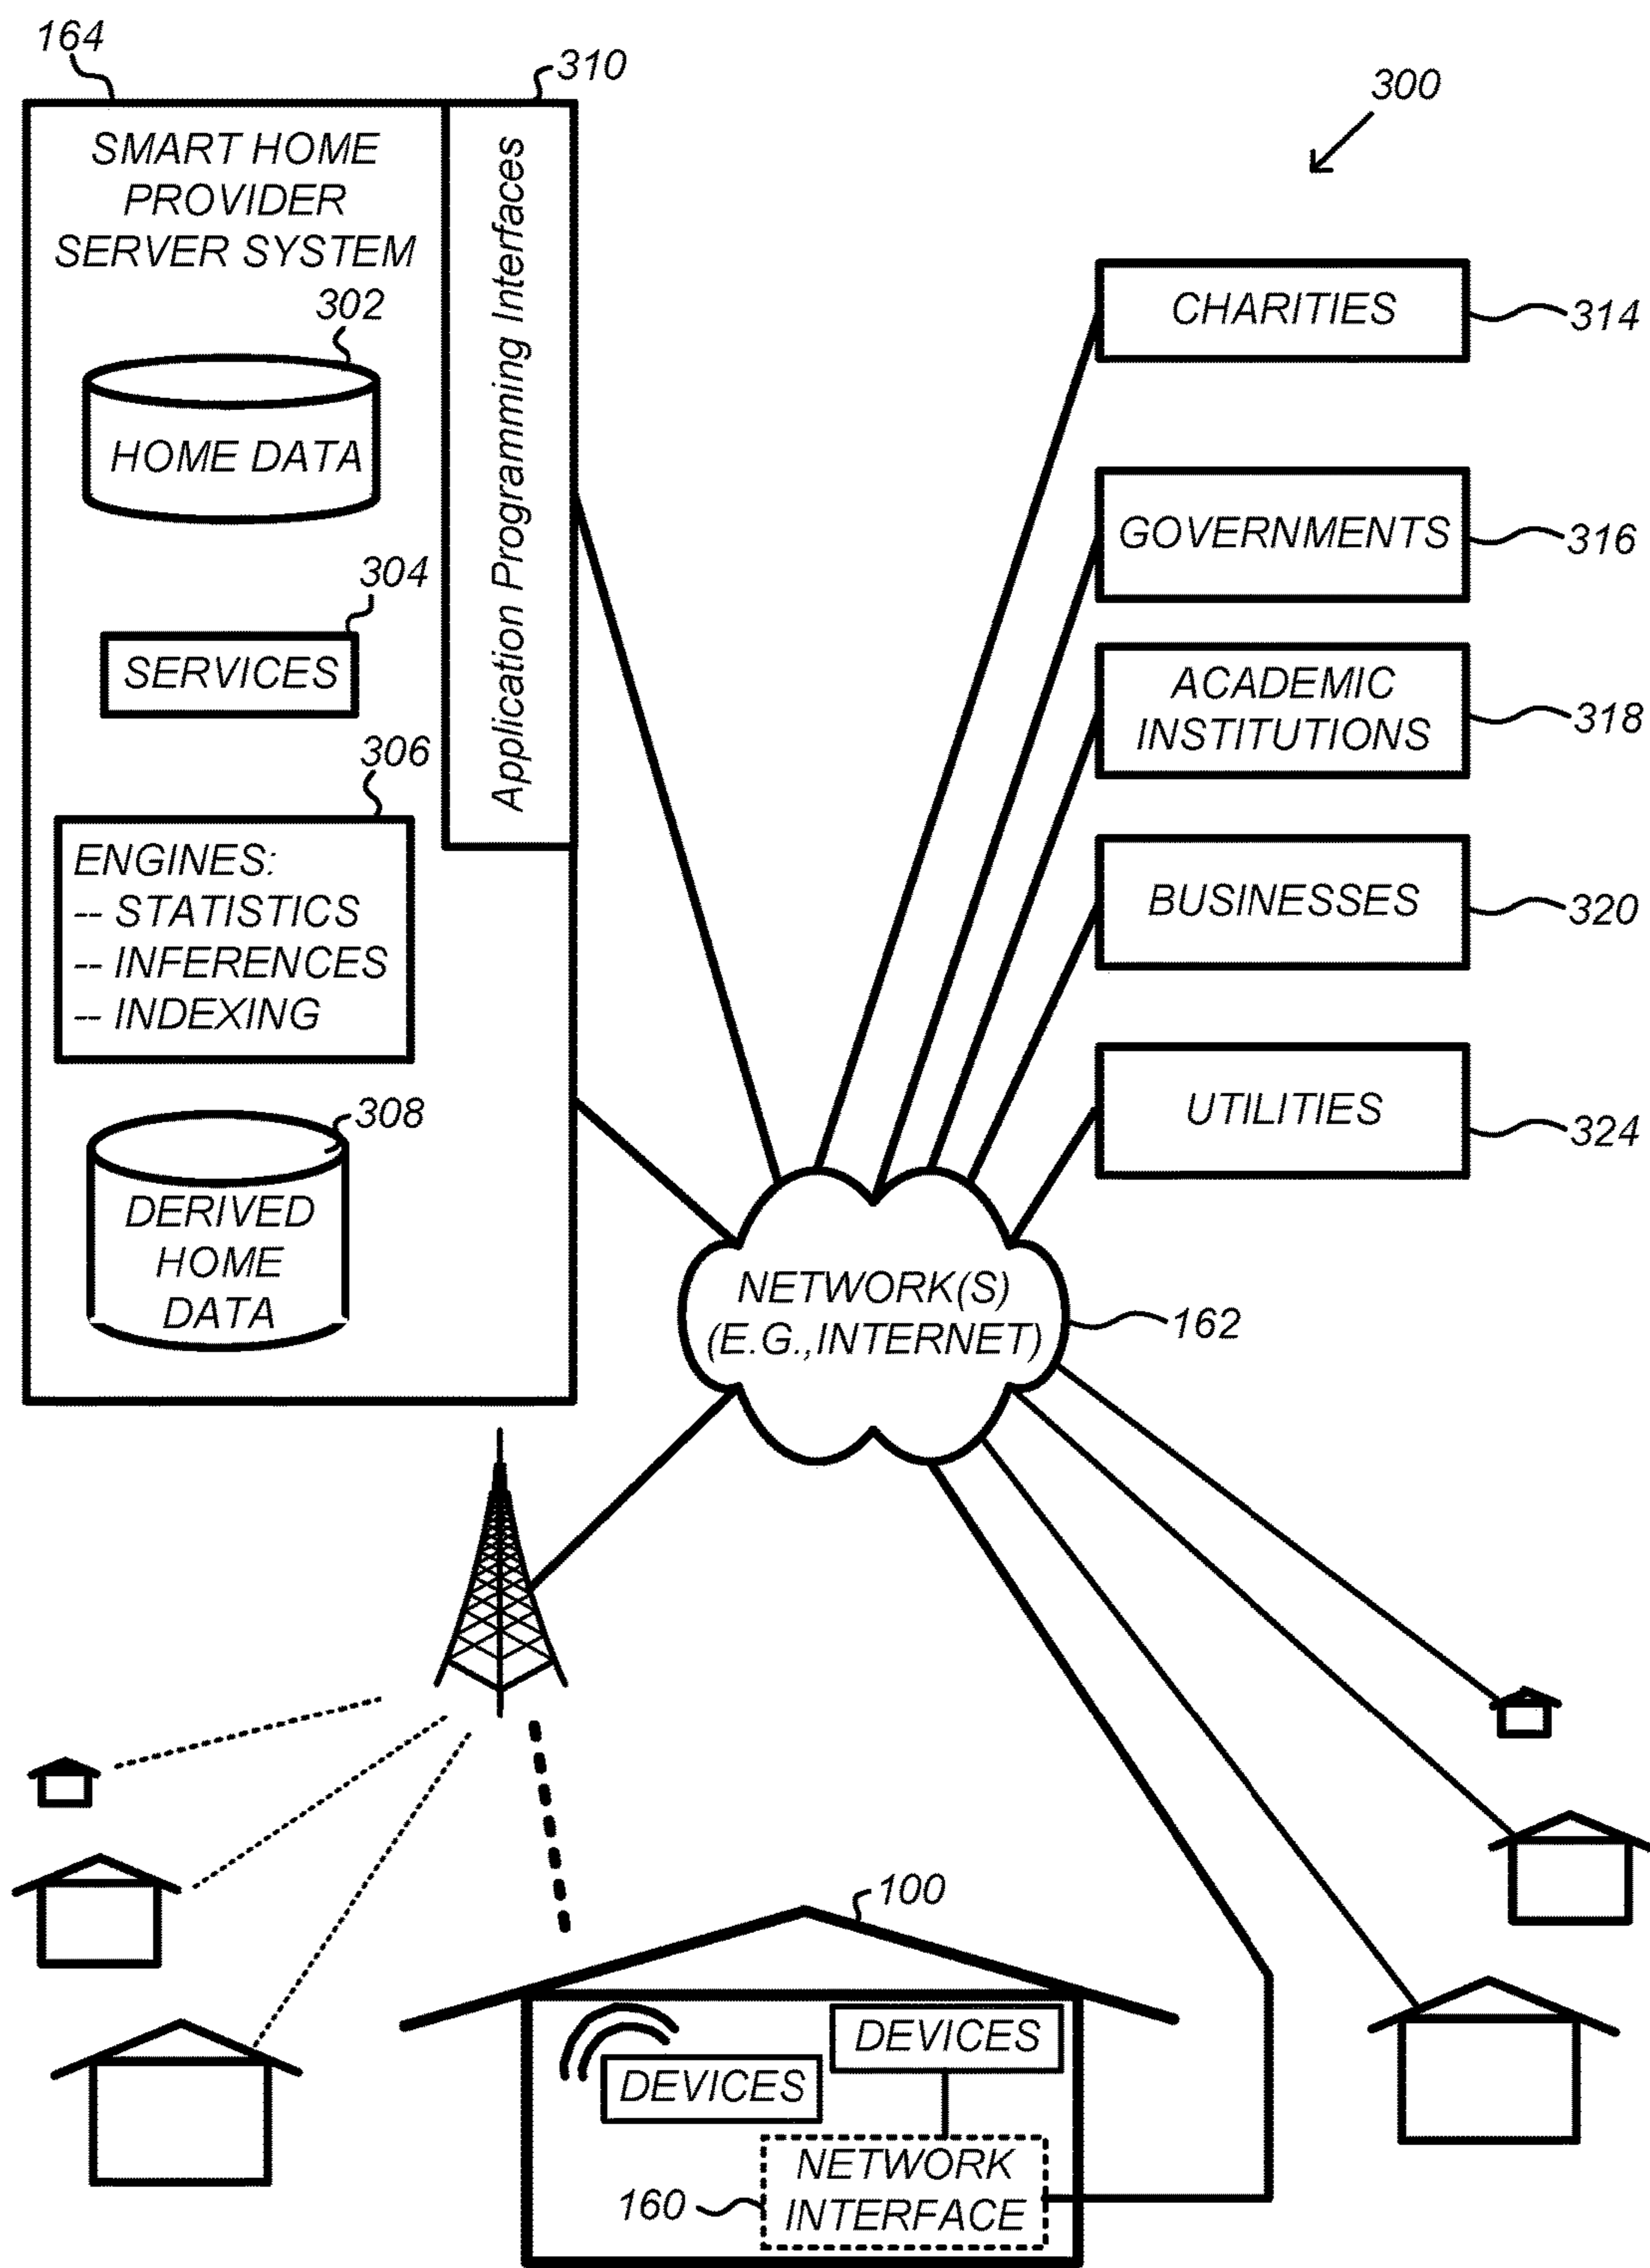 164
310
300
SMART HOME
PROVIDER
SERVER SYSTEM
Application Programming Interfaces
302
HOME DATA
304
SERVICES
306
ENGINES:
-- STATISTICS
-- INFERENCES
-- INDEXING
308
DERIVED
HOME
DATA
CHARITIES
314
GOVERNMENTS
316
ACADEMIC
INSTITUTIONS
318
BUSINESSES
320
UTILITIES
324
NETWORK(S)
(E.G.,INTERNET)
162
100
DEVICES
DEVICES
NETWORK
INTERFACE
160